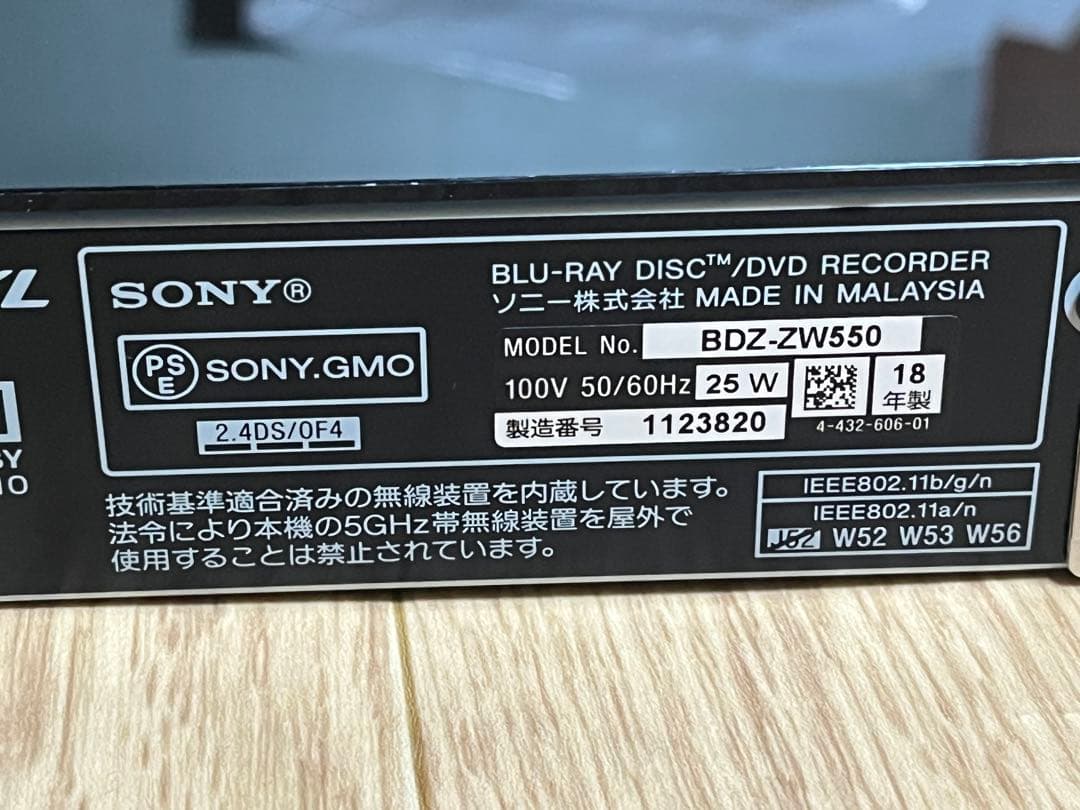 SONY®
BLU-RAY DISC™/DVD RECORDER
ソニー株式会社 MADE IN MALAYSIA
PSE SONY.GMO
MODEL No. BDZ-ZW550
100V 50/60Hz 25 W
18年製
2.4DS/OF4
製造番号 1123820
4-432-606-01
技術基準適合済みの無線装置を内蔵しています。
法令により本機の5GHz帯無線装置を屋外で
使用することは禁止されています。
IEEE802.11b/g/n
IEEE802.11a/n
J52 W52 W53 W56